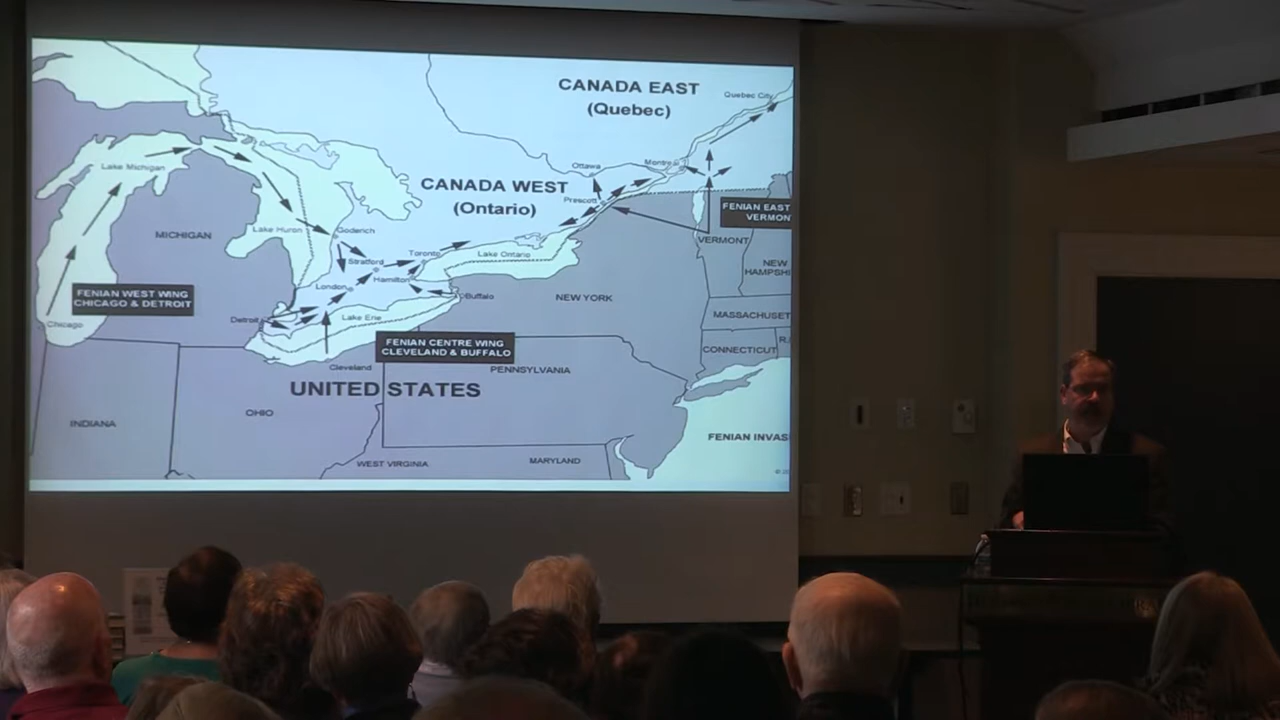 CANADA EAST
(Quebec)
Quebec City
Ottawa
Lake Michigan
CANADA WEST
(Ontario)
Prescott
FENIAN EAST
VERMON
MICHIGAN
Lake Huron
Goderich
VERMONT
Toronto
Lake Ontario
Stratford
NEW
HAMPSHI
Hamilton
London
FENIAN WEST WING
CHICAGO & DETROIT
Buffalo
NEW YORK
Chicago
Detroit
Lake Erie
MASSACHUSET
FENIAN CENTRE WING
CLEVELAND & BUFFALO
CONNECTICUT
R.
Cleveland
PENNSYLVANIA
UNITED STATES
INDIANA
OHIO
FENIAN INVAS
WEST VIRGINIA
MARYLAND